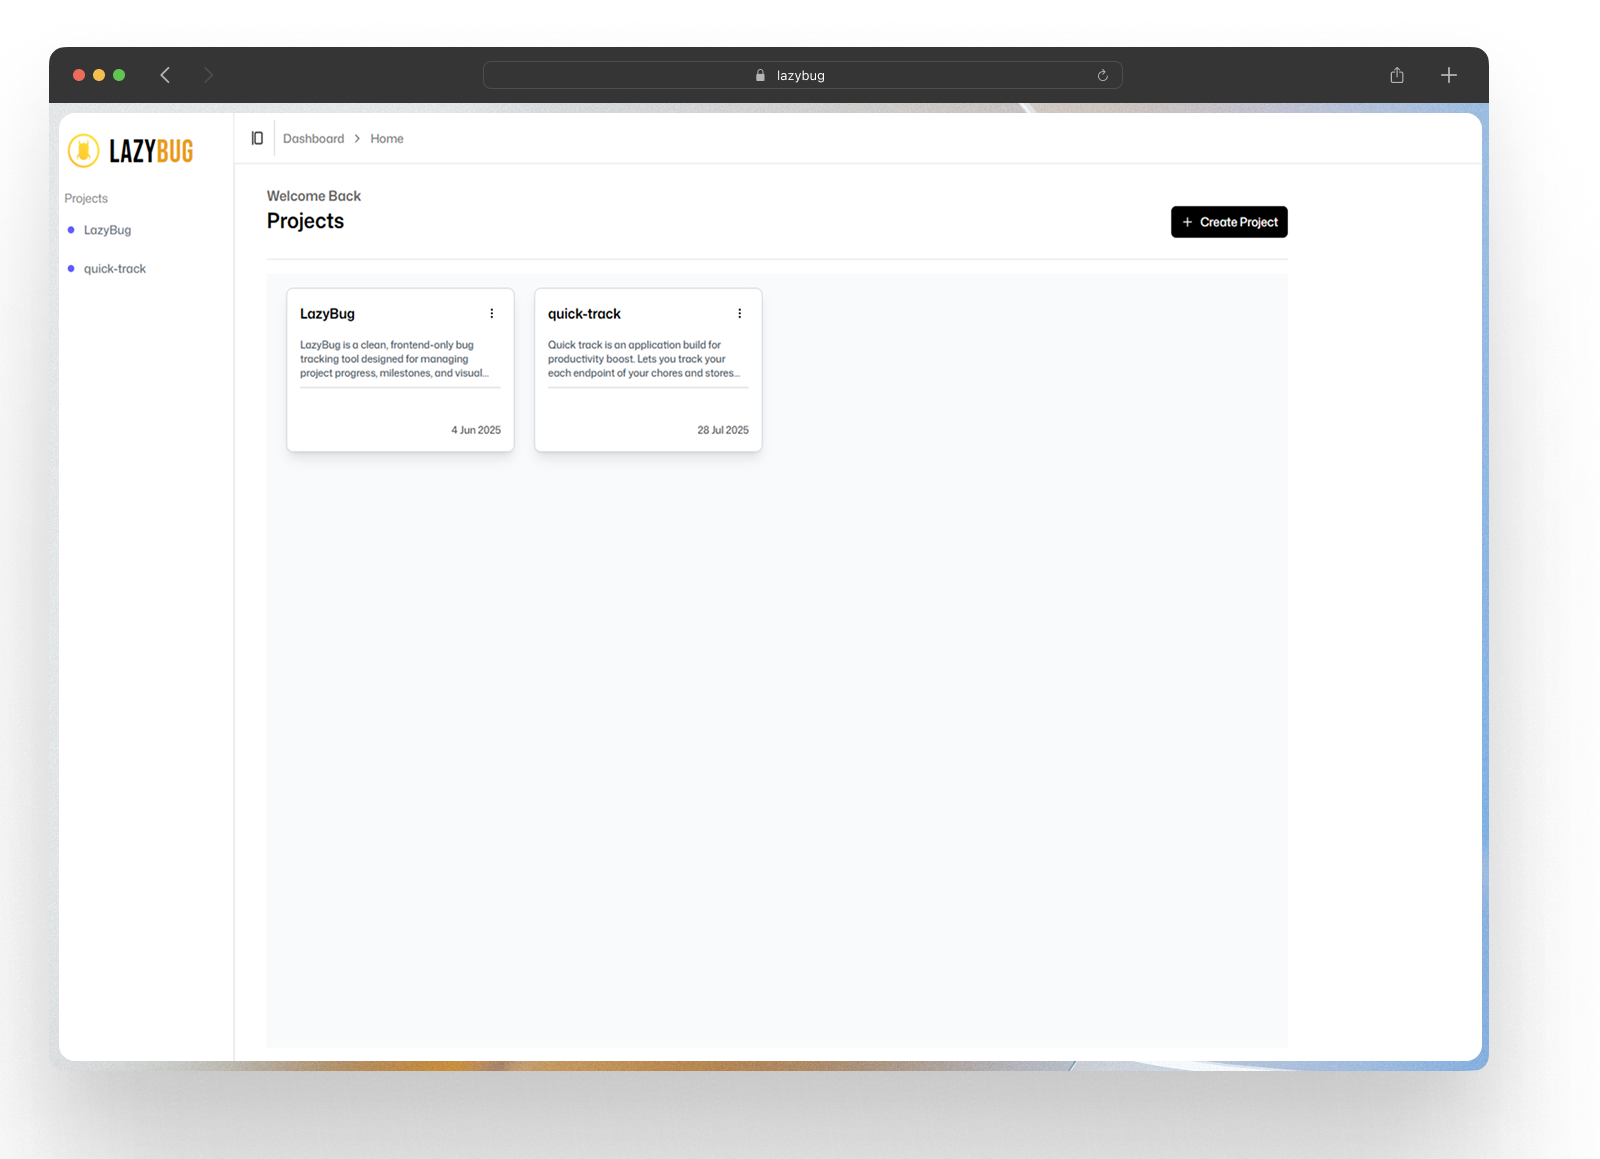 lazybug
LAZYBUG
Projects
LazyBug
quick-track
Dashboard > Home
Welcome Back
Projects
+ Create Project
LazyBug
LazyBug is a clean, frontend-only bug
tracking tool designed for managing
project progress, milestones, and visual...
4 Jun 2025
quick-track
Quick track is an application build for
productivity boost. Lets you track your
each endpoint of your chores and stores...
28 Jul 2025